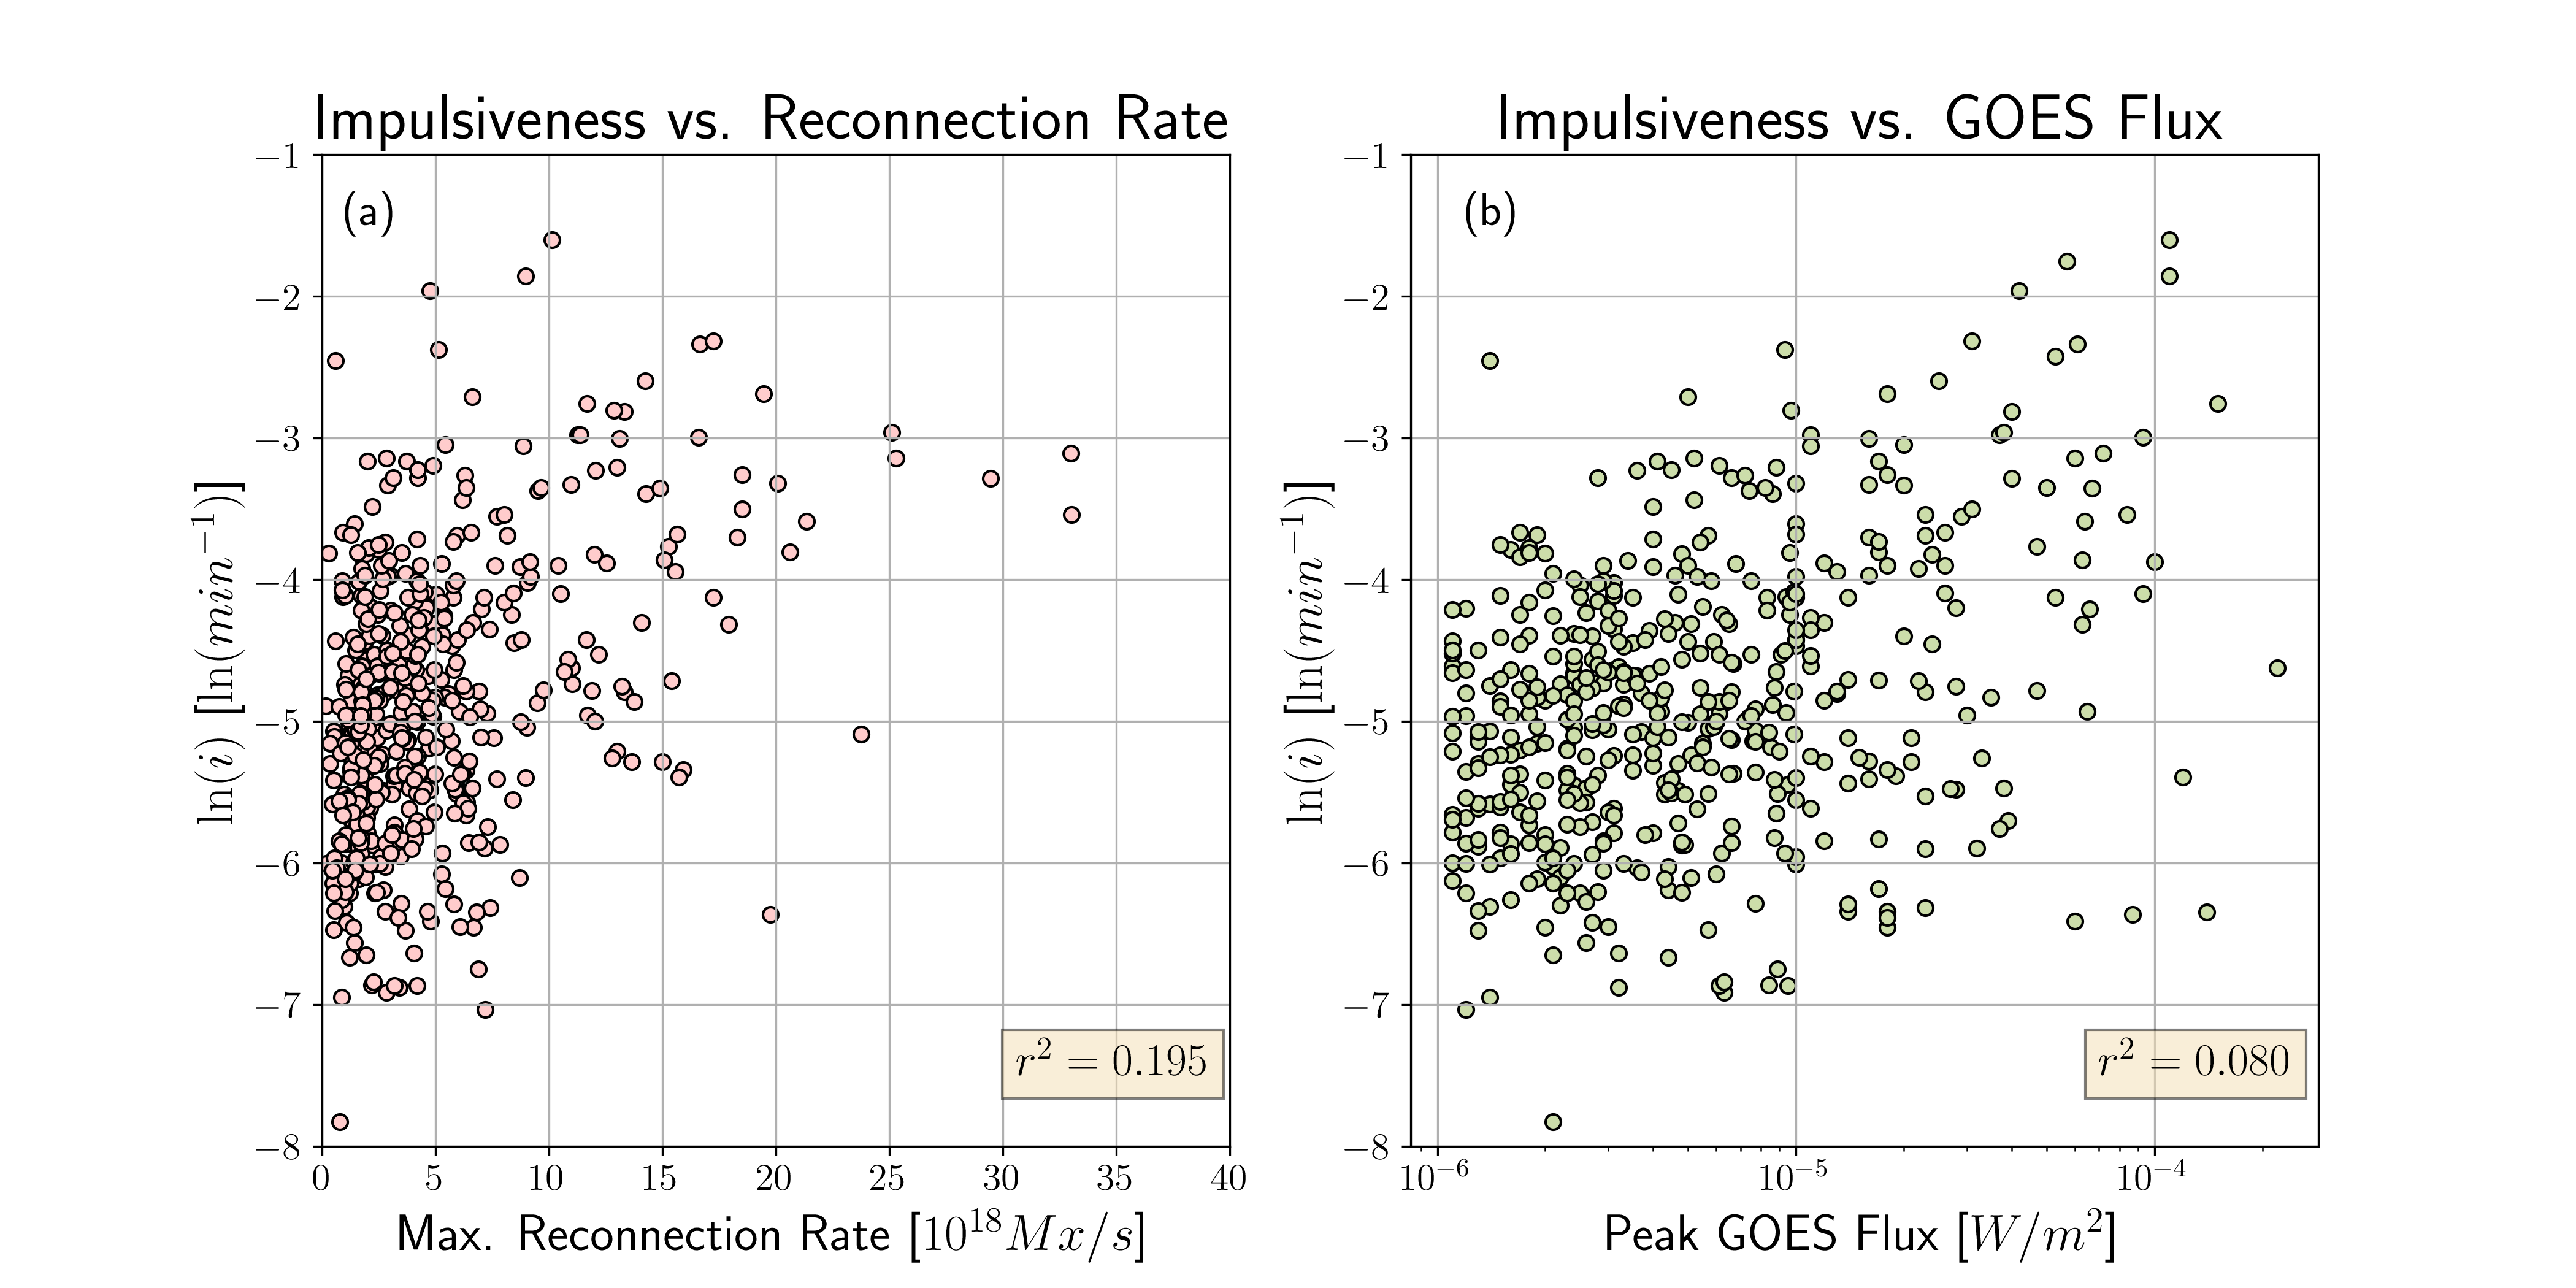 Impulsiveness vs. Reconnection Rate
(a)
ln(i) [ln(min⁻¹)]
−1
−2
−3
−4
−5
−6
−7
−8
r² = 0.195
0 5 10 15 20 25 30 35 40
Max. Reconnection Rate [10¹⁸Mx/s]
Impulsiveness vs. GOES Flux
(b)
ln(i) [ln(min⁻¹)]
−1
−2
−3
−4
−5
−6
−7
−8
r² = 0.080
10⁻⁶ 10⁻⁵ 10⁻⁴
Peak GOES Flux [W/m²]